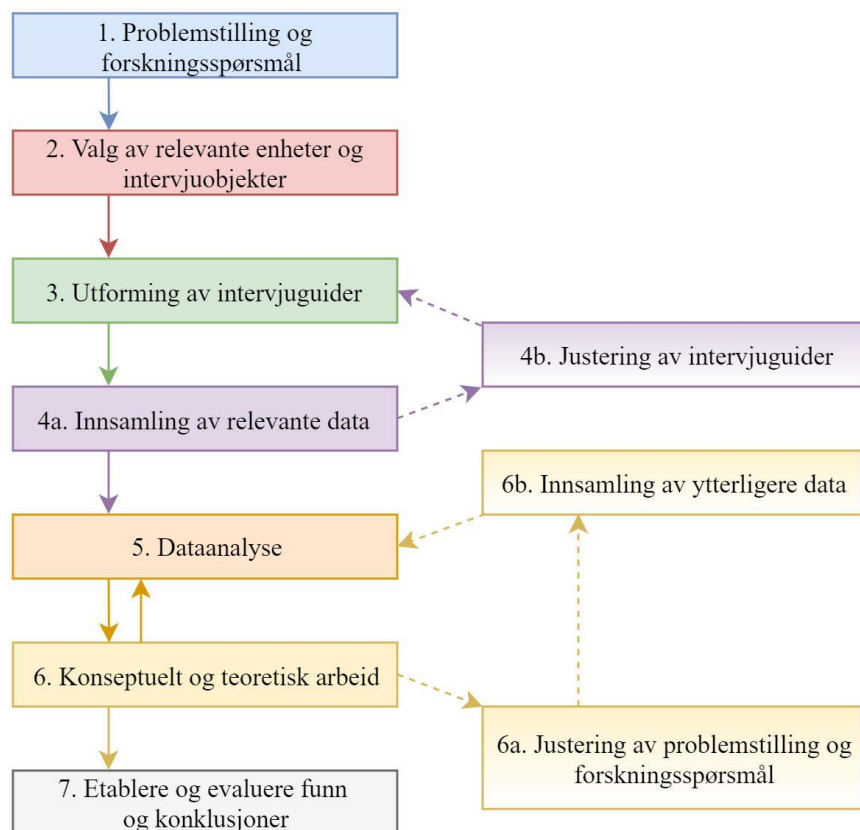 1. Problemstilling og
forskningsspørsmål
2. Valg av relevante enheter og
intervjuobjekter
3. Utforming av intervjuguider
4b. Justering av intervjuguider
4a. Innsamling av relevante data
6b. Innsamling av ytterligere data
5. Dataanalyse
6. Konseptuelt og teoretisk arbeid
6a. Justering av problemstilling og
forskningsspørsmål
7. Etablere og evaluere funn
og konklusjoner